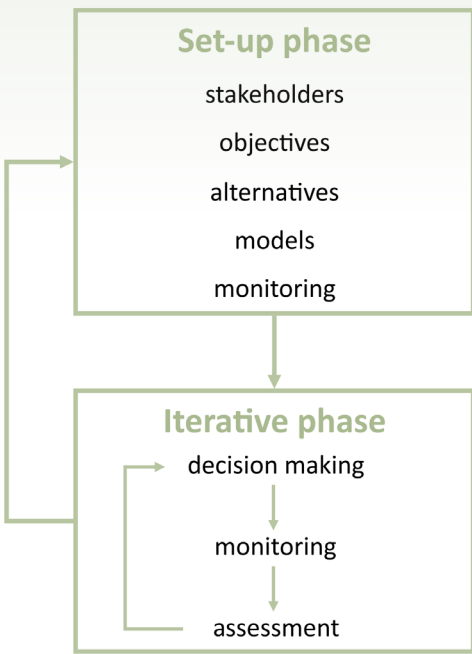 Set-up phase
stakeholders
objectives
alternatives
models
monitoring
Iterative phase
decision making
monitoring
assessment